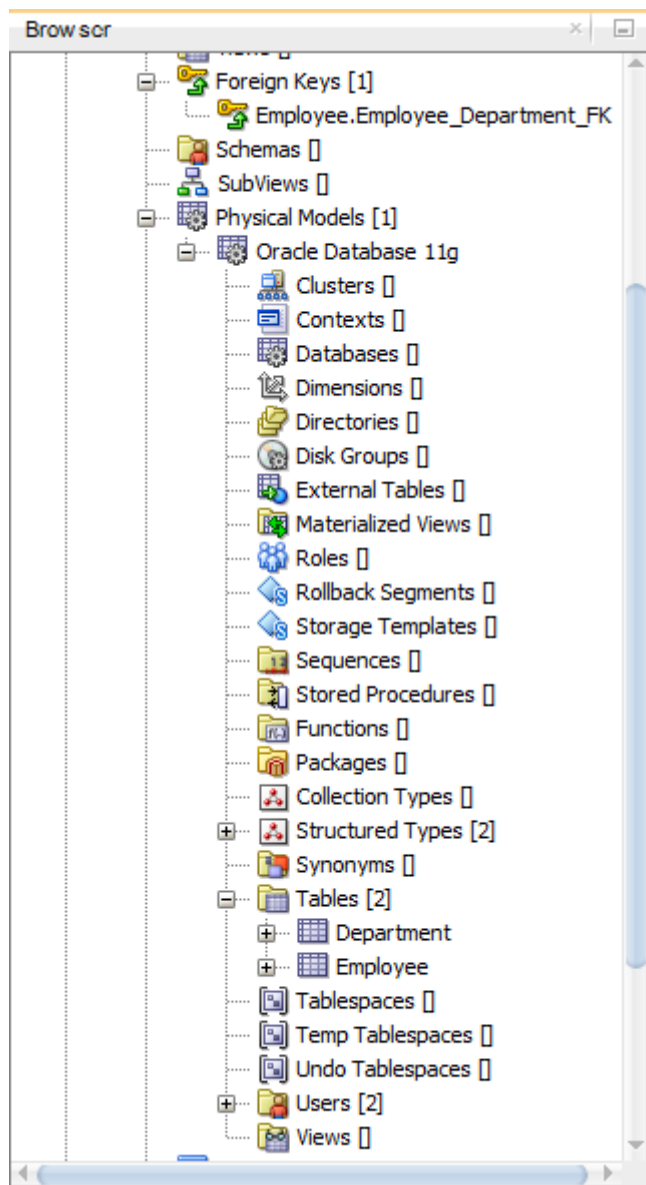 Browser
Views []
Foreign Keys [1]
Employee.Employee_Department_FK
Schemas []
SubViews []
Physical Models [1]
Oracle Database 11g
Clusters []
Contexts []
Databases []
Dimensions []
Directories []
Disk Groups []
External Tables []
Materialized Views []
Roles []
Rollback Segments []
Storage Templates []
Sequences []
Stored Procedures []
Functions []
Packages []
Collection Types []
Structured Types [2]
Synonyms []
Tables [2]
Department
Employee
Tablespaces []
Temp Tablespaces []
Undo Tablespaces []
Users [2]
Views []